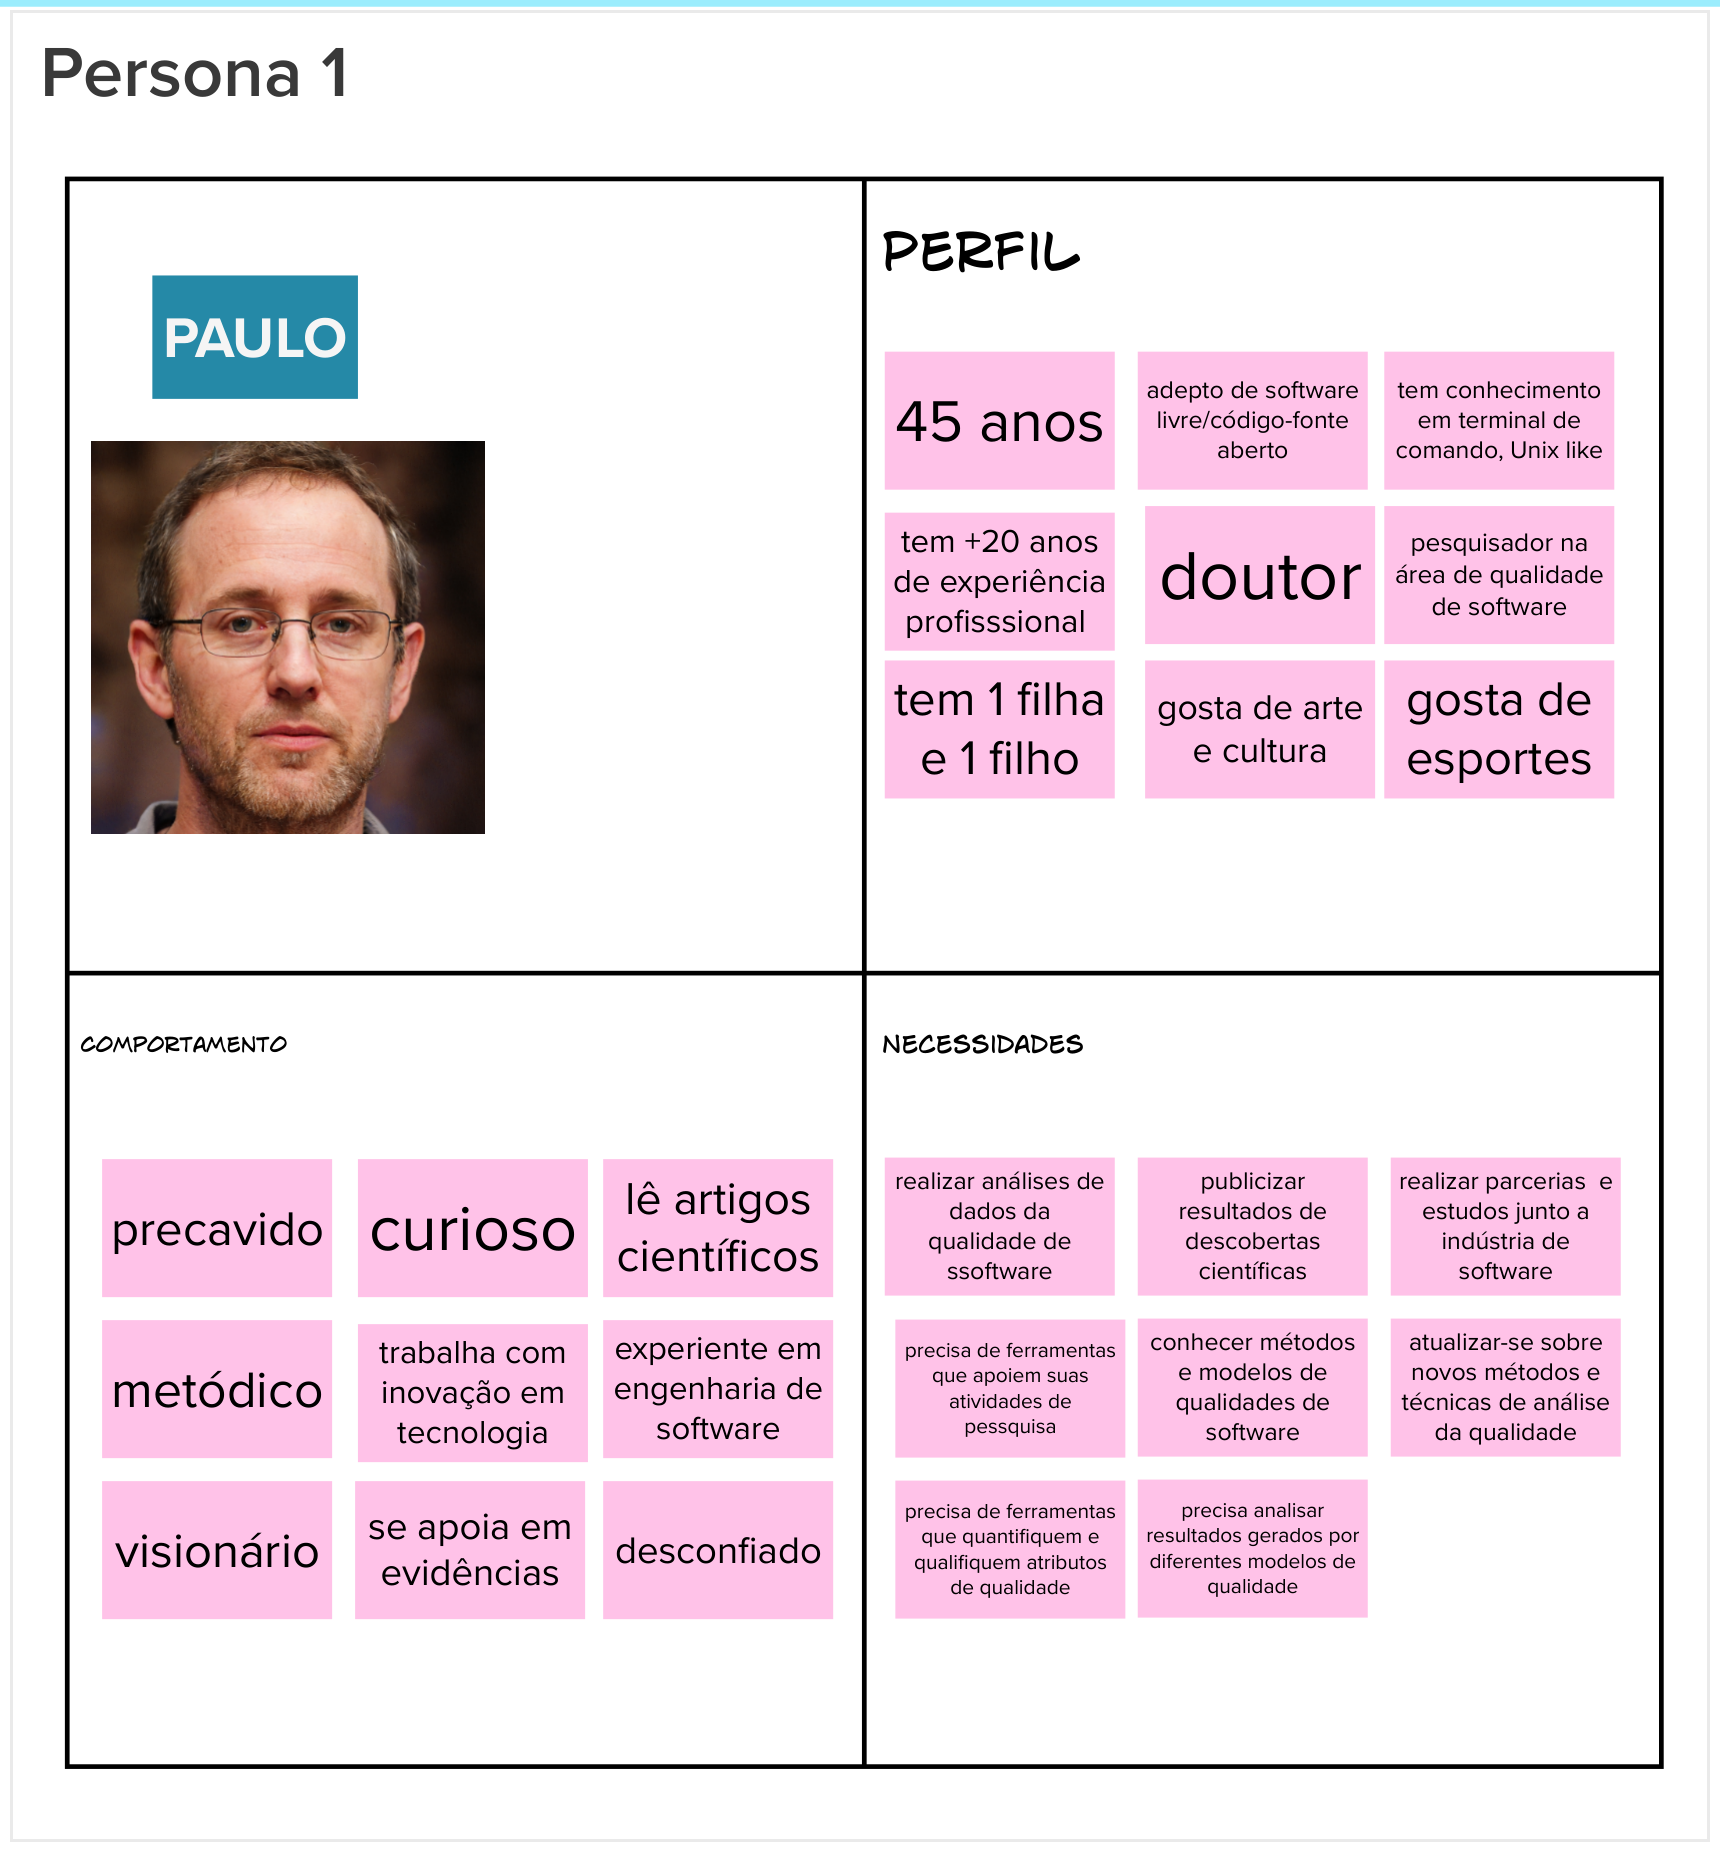 Persona 1
PAULO
PERFIL
45 anos
adepto de software
livre/código-fonte
aberto
tem conhecimento
em terminal de
comando, Unix like
tem +20 anos
de experiência
profisssional
doutor
pesquisador na
área de qualidade
de software
tem 1 filha
e 1 filho
gosta de arte
e cultura
gosta de
esportes
COMPORTAMENTO
precavido
curioso
lê artigos
científicos
metódico
trabalha com
inovação em
tecnologia
experiente em
engenharia de
software
visionário
se apoia em
evidências
desconfiado
NECESSIDADES
realizar análises de
dados da
qualidade de
ssoftware
publicizar
resultados de
descobertas
científicas
realizar parcerias e
estudos junto a
indústria de
software
precisa de ferramentas
que apoiem suas
atividades de
pessquisa
conhecer métodos
e modelos de
qualidades de
software
atualizar-se sobre
novos métodos e
técnicas de análise
da qualidade
precisa de ferramentas
que quantifiquem e
qualifiquem atributos
de qualidade
precisa analisar
resultados gerados por
diferentes modelos de
qualidade